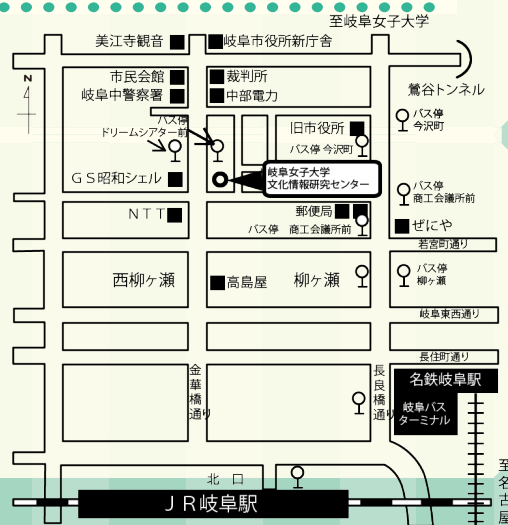 至岐阜女子大学
美江寺観音
岐阜市役所新庁舎
市民会館
裁判所
岐阜中警察署
中部電力
鶯谷トンネル
N
バス停
ドリームシアター前
旧市役所
バス停 今沢町
バス停
今沢町
GS昭和シェル
岐阜女子大学
文化情報研究センター
バス停
商工会議所前
NTT
郵便局
バス停 商工会議所前
ぜにや
若宮町通り
西柳ヶ瀬
高島屋
柳ヶ瀬
バス停
柳ヶ瀬
岐阜東西通り
長住町通り
金華橋通り
長良橋通り
名鉄岐阜駅
岐阜バス
ターミナル
北 口
JR岐阜駅
至名古屋